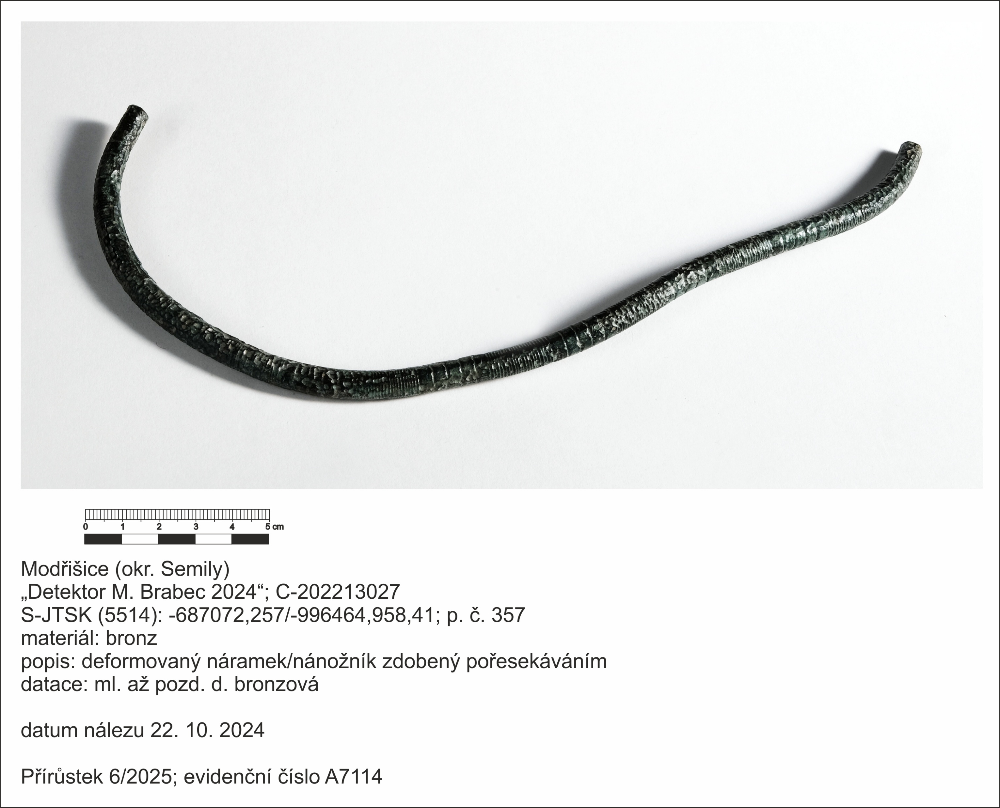 0 1 2 3 4 5 cm
Modřišice (okr. Semily)
„Detektor M. Brabec 2024“; C-202213027
S-JTSK (5514): -687072,257/-996464,958,41; p. č. 357
materiál: bronz
popis: deformovaný náramek/nánožník zdobený pořesekáváním
datace: ml. až pozd. d. bronzová
datum nálezu 22. 10. 2024
Přírůstek 6/2025; evidenční číslo A7114